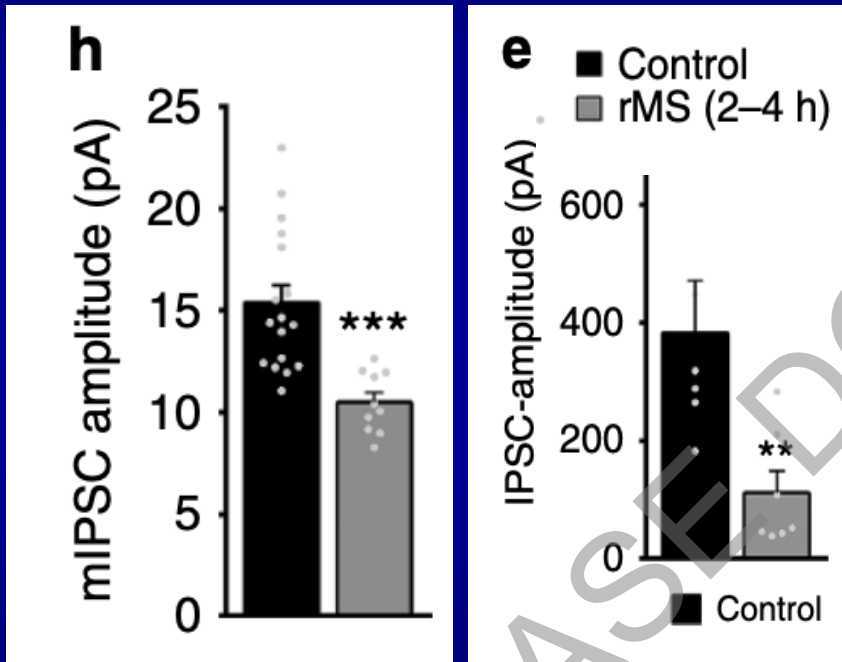 h
mIPSC amplitude (pA)
25
20
15
10
5
0
***
e
Control
rMS (2–4 h)
IPSC-amplitude (pA)
600
400
200
0
**
Control
ASE D